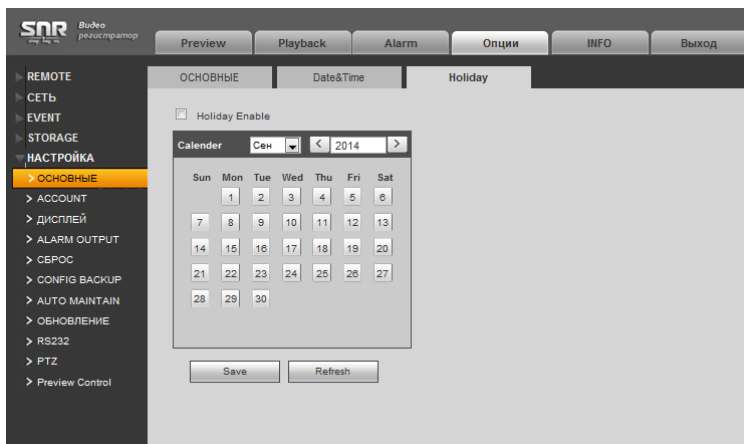 SNR Видео регистратор
Preview Playback Alarm Опции INFO Выход
ОСНОВНЫЕ Date&Time Holiday
REMOTE
СЕТЬ
EVENT
STORAGE
НАСТРОЙКА
> ОСНОВНЫЕ
> ACCOUNT
> ДИСПЛЕЙ
> ALARM OUTPUT
> СБРОС
> CONFIG BACKUP
> AUTO MAINTAIN
> ОБНОВЛЕНИЕ
> RS232
> PTZ
> Preview Control
Holiday Enable
Calender Сен < 2014 >
Sun Mon Tue Wed Thu Fri Sat
1 2 3 4 5 6
7 8 9 10 11 12 13
14 15 16 17 18 19 20
21 22 23 24 25 26 27
28 29 30
Save Refresh